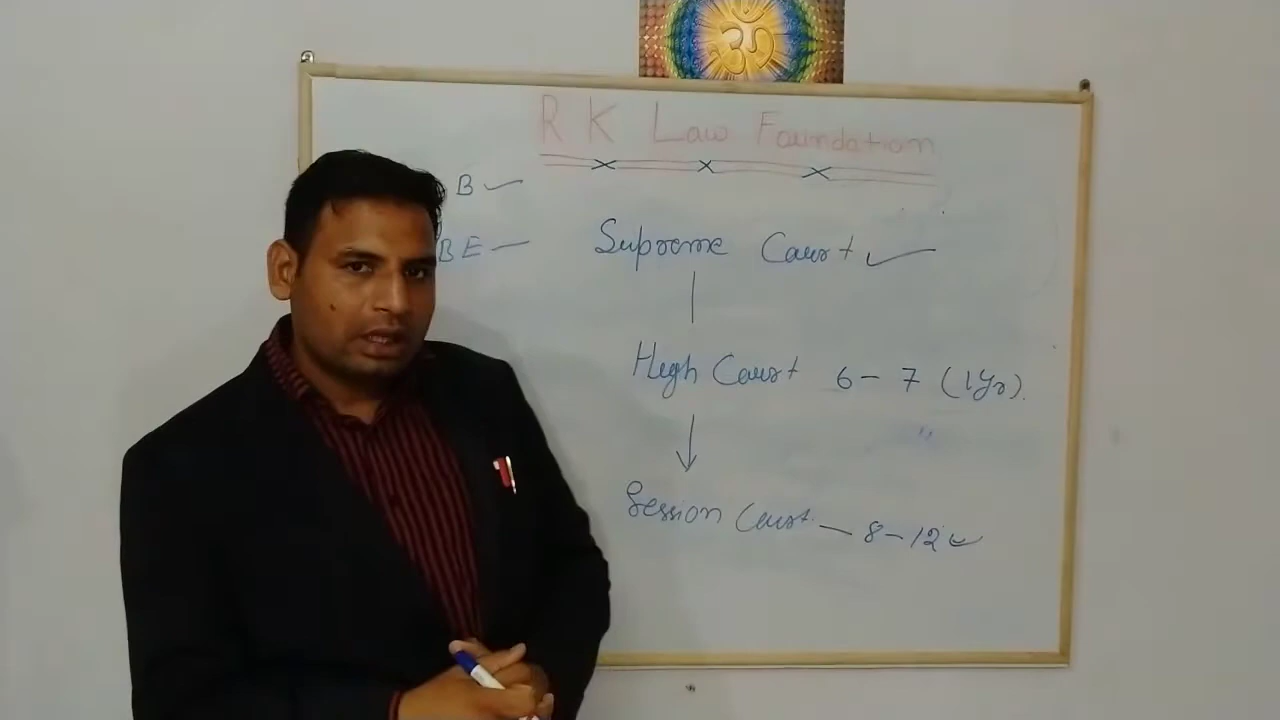 R K Law Foundation
B
BE
Supreme Court
High Court 6-7 (1Yr).
Session Court. - 8-12
ॐ